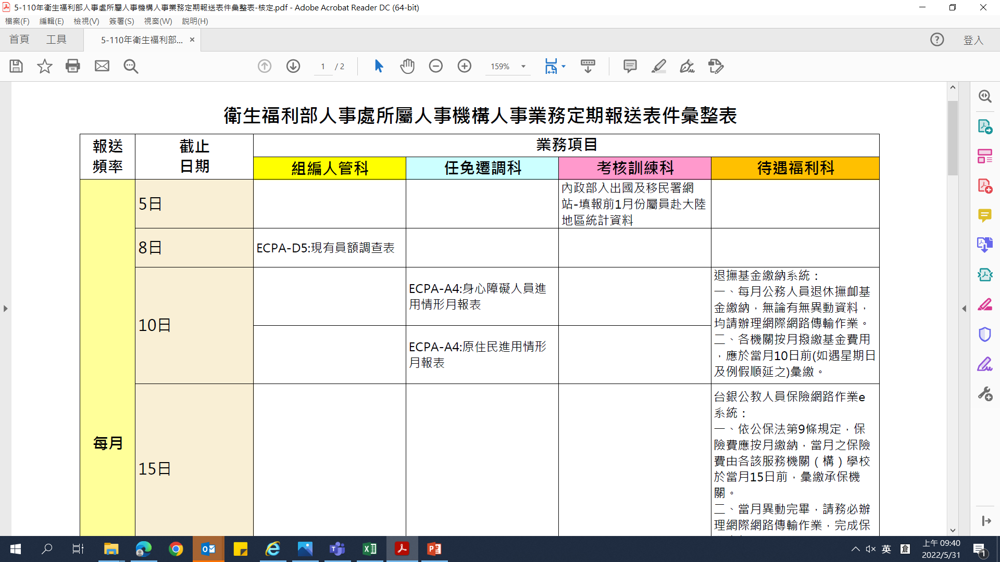 5-110年衛生福利部人事處所屬人事機構人事業務定期報送表件彙整表-核定.pdf - Adobe Acrobat Reader DC (64-bit)
檔案(F) 編輯(E) 檢視(V) 簽署(S) 視窗(W) 說明(H)
首頁 工具 5-110年衛生福利部... × 登入
1 / 2 159%
衛生福利部人事處所屬人事機構人事業務定期報送表件彙整表
報送
頻率
截止
日期
業務項目
組編人管科 任免遷調科 考核訓練科 待遇福利科
每月
5日
內政部入出國及移民署網
站-填報前1月份屬員赴大陸
地區統計資料
8日
ECPA-D5:現有員額調查表
10日
ECPA-A4:身心障礙人員進
用情形月報表
ECPA-A4:原住民進用情形
月報表
退撫基金繳納系統：
一、每月公務人員退休撫卹基
金繳納，無論有無異動資料，
均請辦理網際網路傳輸作業。
二、各機關按月撥繳基金費用
，應於當月10日前(如遇星期日
及例假順延之)彙繳。
15日
台銀公教人員保險網路作業e
系統：
一、依公保法第9條規定，保
險費應按月繳納，當月之保險
費由各該服務機關（構）學校
於當月15日前，彙繳承保機
關。
二、當月異動完畢，請務必辦
理網際網路傳輸作業，完成保
英 倉 上午 09:40
2022/5/31
1